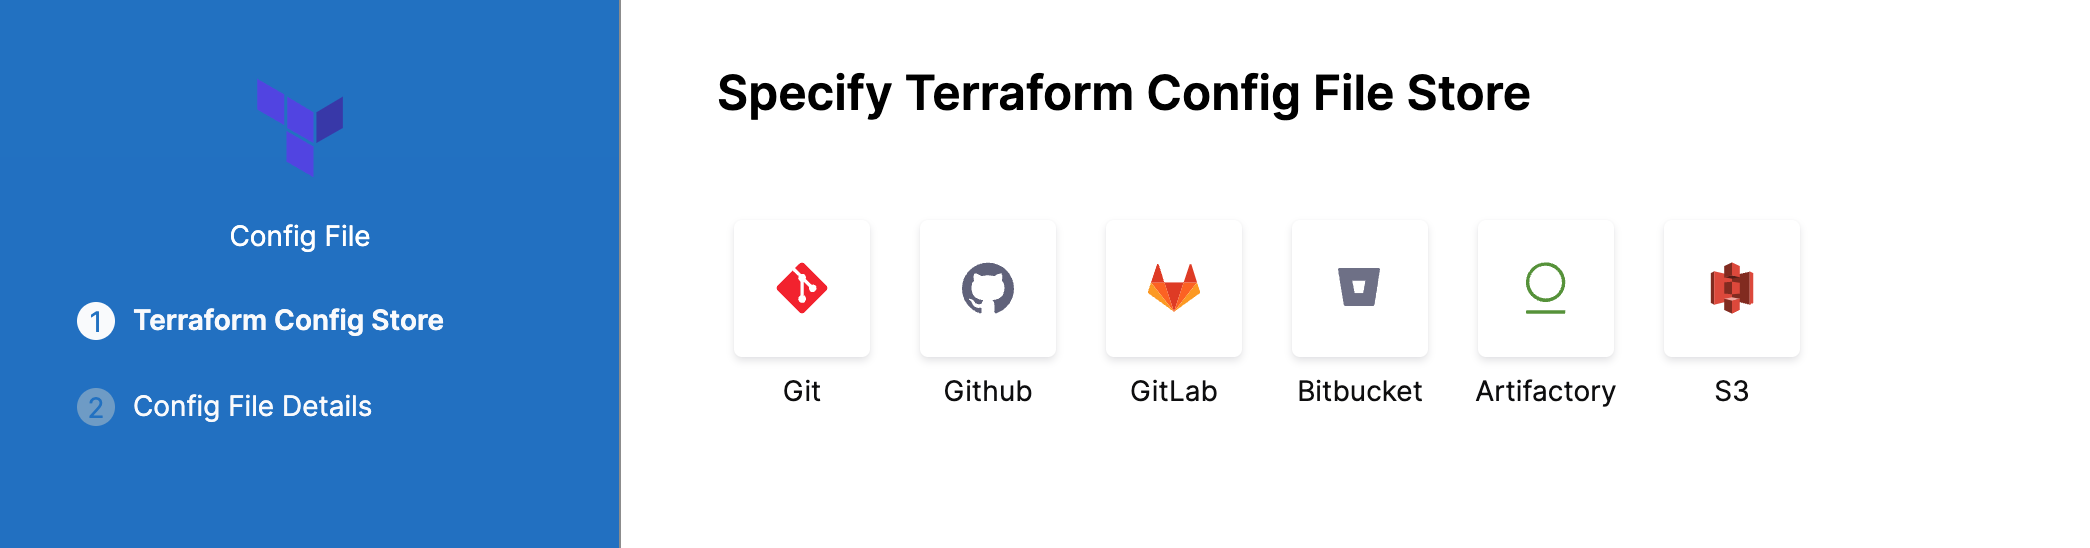 Config File
1 Terraform Config Store
2 Config File Details
Specify Terraform Config File Store
Git
Github
GitLab
Bitbucket
Artifactory
S3